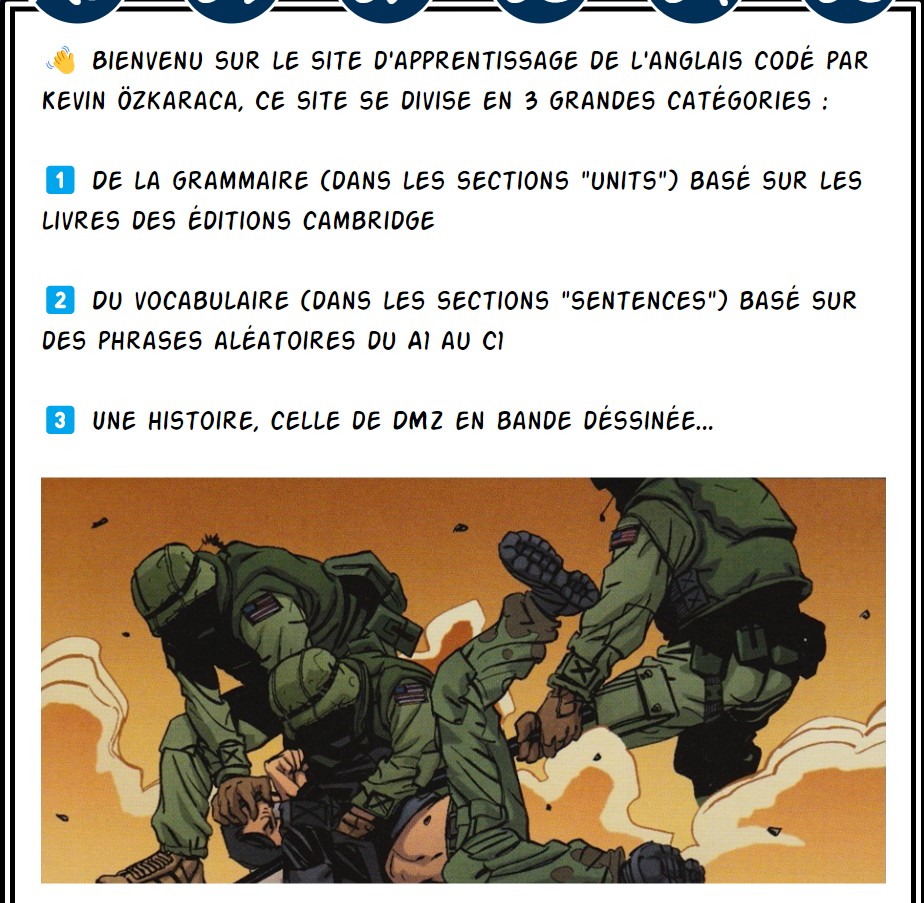 👋 BIENVENU SUR LE SITE D'APPRENTISSAGE DE L'ANGLAIS CODÉ PAR
KEVIN ÖZKARACA, CE SITE SE DIVISE EN 3 GRANDES CATÉGORIES :
1 DE LA GRAMMAIRE (DANS LES SECTIONS "UNITS") BASÉ SUR LES
LIVRES DES ÉDITIONS CAMBRIDGE
2 DU VOCABULAIRE (DANS LES SECTIONS "SENTENCES") BASÉ SUR
DES PHRASES ALÉATOIRES DU A1 AU C1
3 UNE HISTOIRE, CELLE DE DMZ EN BANDE DÉSSINÉE...